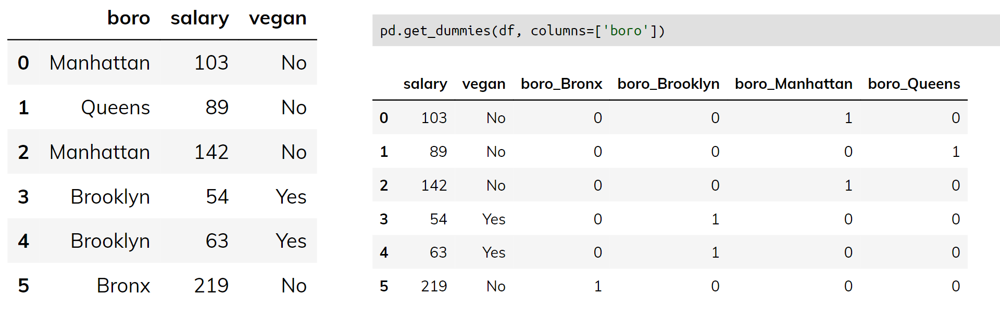 boro salary vegan
0 Manhattan 103 No
1 Queens 89 No
2 Manhattan 142 No
3 Brooklyn 54 Yes
4 Brooklyn 63 Yes
5 Bronx 219 No
pd.get_dummies(df, columns=['boro'])
salary vegan boro_Bronx boro_Brooklyn boro_Manhattan boro_Queens
0 103 No 0 0 1 0
1 89 No 0 0 0 1
2 142 No 0 0 1 0
3 54 Yes 0 1 0 0
4 63 Yes 0 1 0 0
5 219 No 1 0 0 0